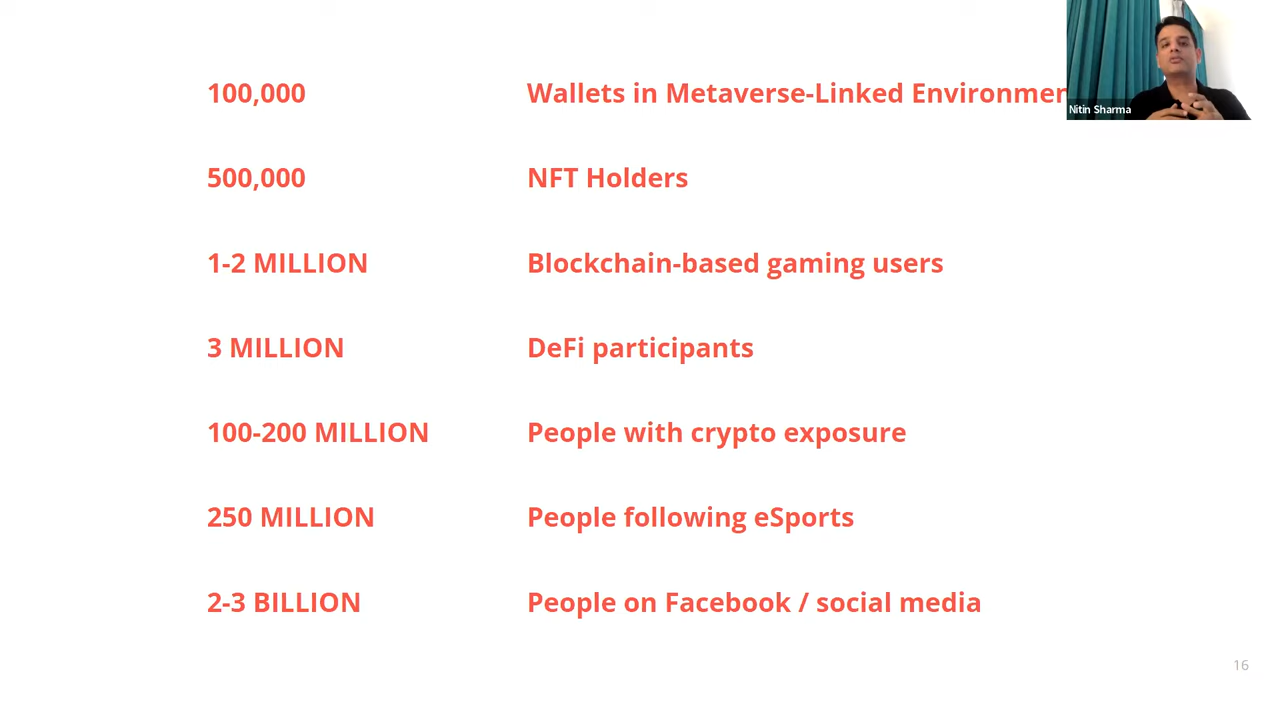 100,000 Wallets in Metaverse-Linked
Nitin Sharma
500,000 NFT Holders
1-2 MILLION Blockchain-based gaming users
3 MILLION DeFi participants
100-200 MILLION People with crypto exposure
250 MILLION People following eSports
2-3 BILLION People on Facebook / social media
16